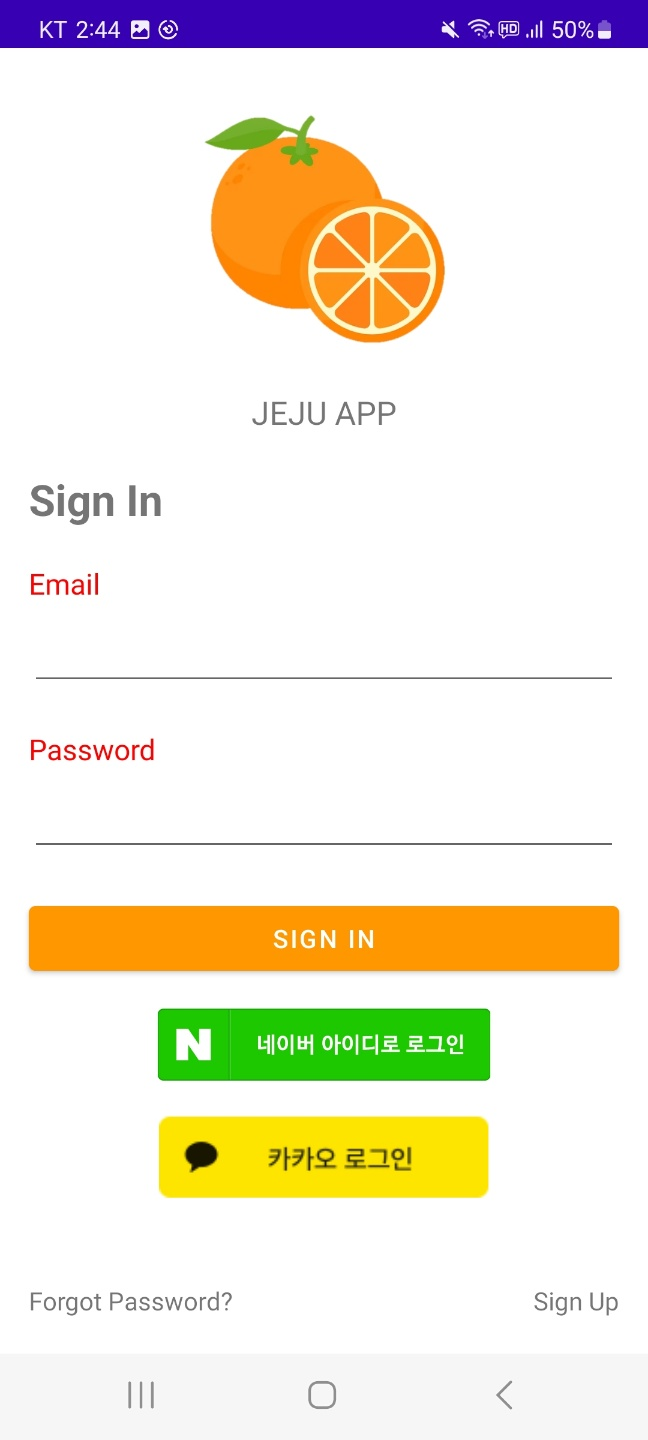 KT 2:44 HD 50%
JEJU APP
Sign In
Email
Password
SIGN IN
N 네이버 아이디로 로그인
카카오 로그인
Forgot Password? Sign Up